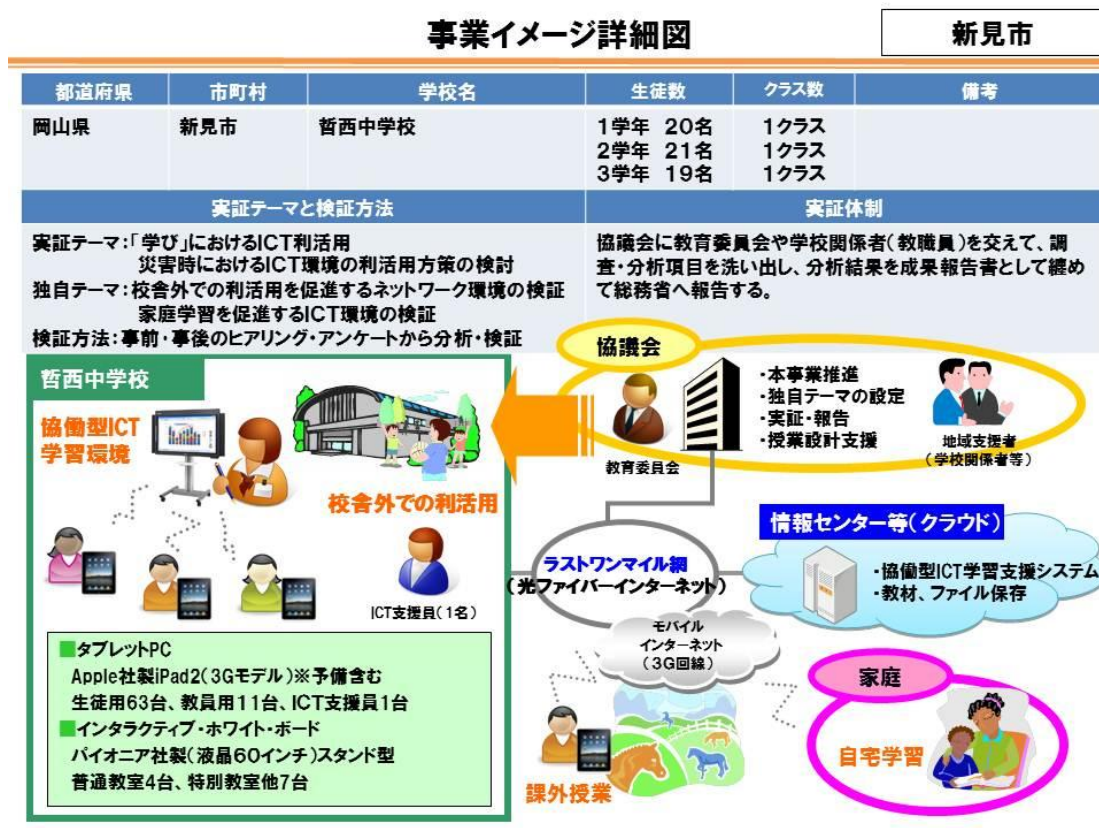 事業イメージ詳細図
新見市
都道府県 市町村 学校名 生徒数 クラス数 備考
岡山県 新見市 哲西中学校 1学年 20名 1クラス
2学年 21名 1クラス
3学年 19名 1クラス
実証テーマと検証方法
実証テーマ:「学び」におけるICT利活用
災害時におけるICT環境の利活用方策の検討
独自テーマ:校舎外での利活用を促進するネットワーク環境の検証
家庭学習を促進するICT環境の検証
検証方法:事前・事後のヒアリング・アンケートから分析・検証
実証体制
協議会に教育委員会や学校関係者(教職員)を交えて、調
査・分析項目を洗い出し、分析結果を成果報告書として纏め
て総務省へ報告する。
協議会
教育委員会
・本事業推進
・独自テーマの設定
・実証・報告
・授業設計支援
地域支援者
(学校関係者等)
哲西中学校
協働型ICT
学習環境
校舎外での利活用
ICT支援員(1名)
■タブレットPC
Apple社製iPad2(3Gモデル)※予備含む
生徒用63台、教員用11台、ICT支援員1台
■インタラクティブ・ホワイト・ボード
パイオニア社製(液晶60インチ)スタンド型
普通教室4台、特別教室他7台
ラストワンマイル網
(光ファイバーインターネット)
情報センター等(クラウド)
・協働型ICT学習支援システム
・教材、ファイル保存
モバイル
インターネット
(3G回線)
課外授業
家庭
自宅学習